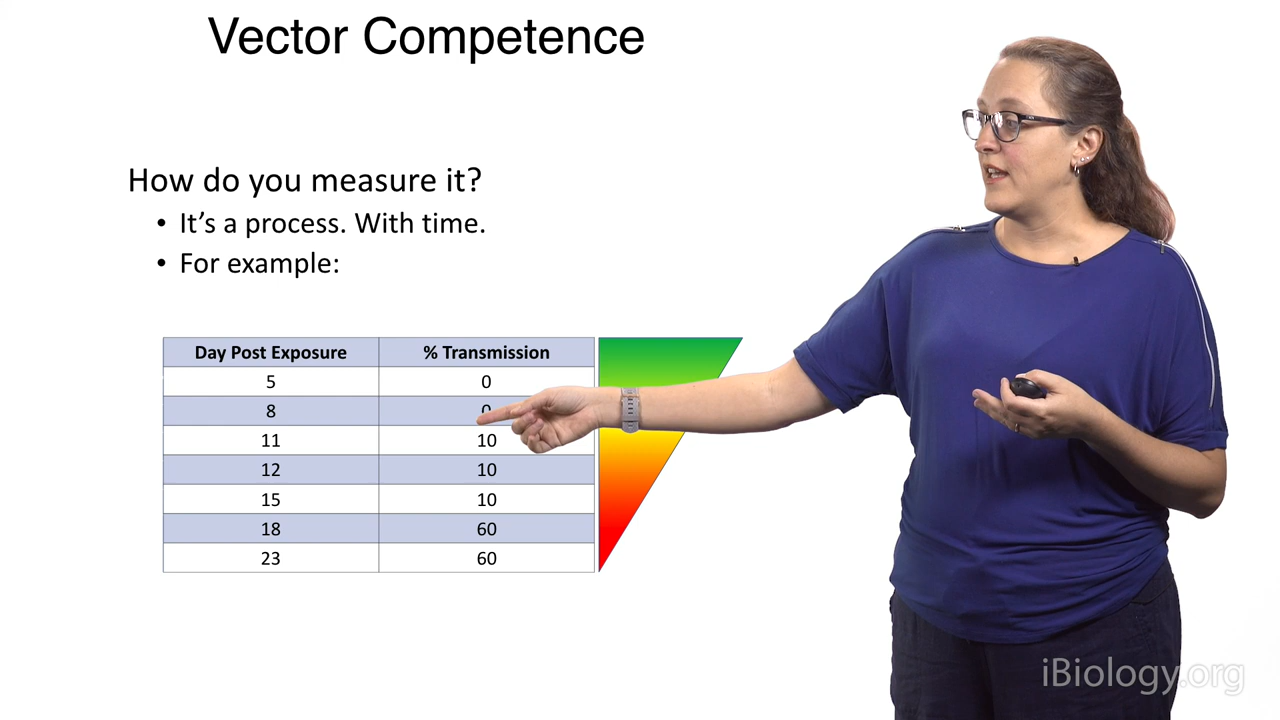 Vector Competence
How do you measure it?
• It's a process. With time.
• For example:
Day Post Exposure % Transmission
5 0
8 0
11 10
12 10
15 10
18 60
23 60
iBiology.org